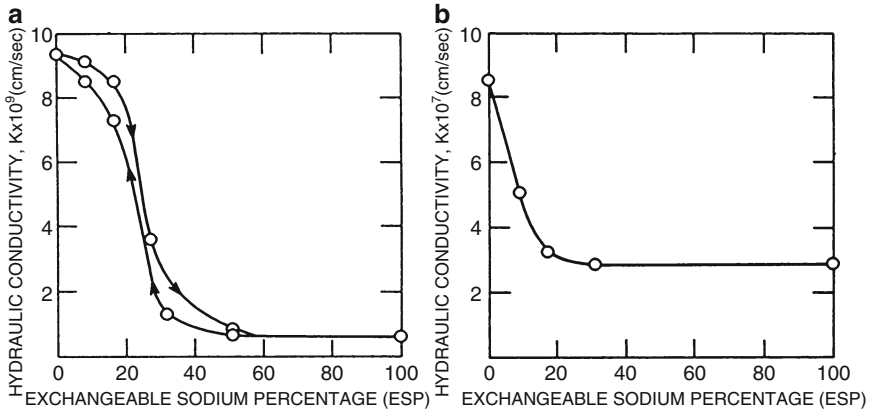 a
HYDRAULIC CONDUCTIVITY, Kx10⁹(cm/sec)
10
8
6
4
2
0 20 40 60 80 100
EXCHANGEABLE SODIUM PERCENTAGE (ESP)
b
HYDRAULIC CONDUCTIVITY, Kx10⁷(cm/sec)
10
8
6
4
2
0 20 40 60 80 100
EXCHANGEABLE SODIUM PERCENTAGE (ESP)